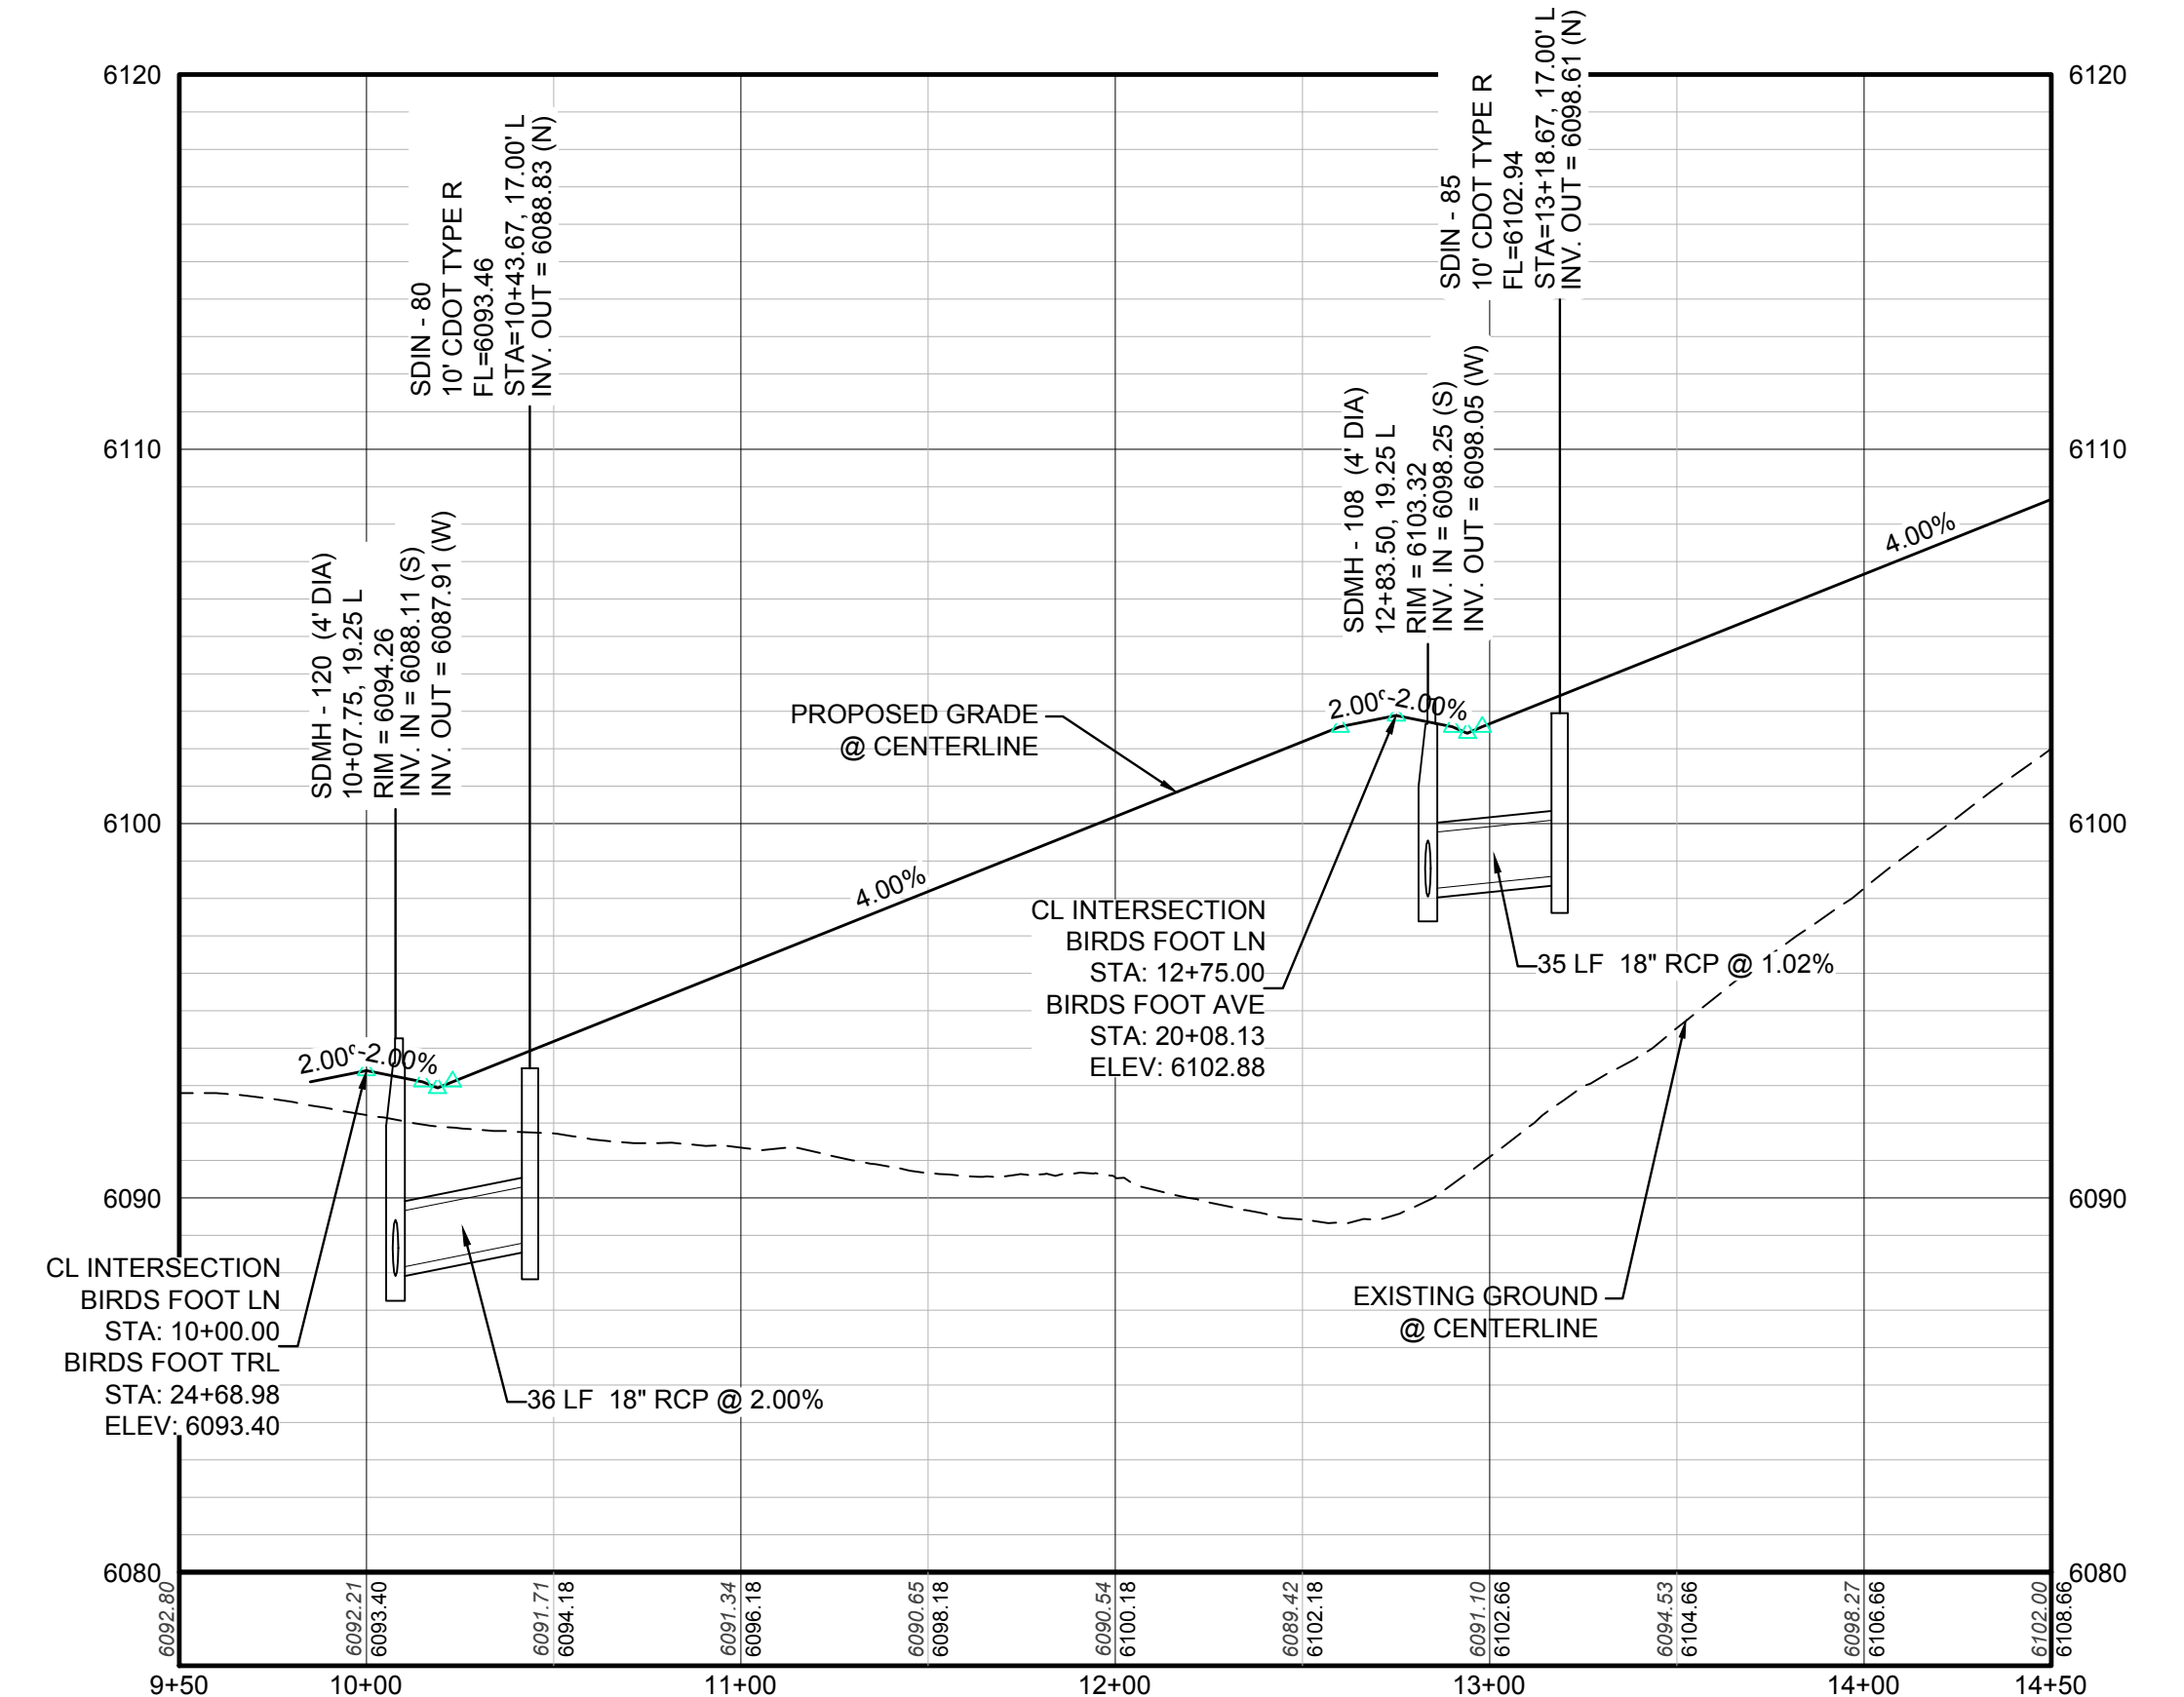 6120
6120
6110
6110
6100
6100
6090
6090
6080
6080
SDIN - 80
10' CDOT TYPE R
FL=6093.46
STA=10+43.67, 17.00' L
INV. OUT = 6088.83 (N)
SDIN - 85
10' CDOT TYPE R
FL=6102.94
STA=13+18.67, 17.00' L
INV. OUT = 6098.61 (N)
SDMH - 120 (4' DIA)
10+07.75, 19.25 L
RIM = 6094.26
INV. IN = 6088.11 (S)
INV. OUT = 6087.91 (W)
SDMH - 108 (4' DIA)
12+83.50, 19.25 L
RIM = 6103.32
INV. IN = 6098.25 (S)
INV. OUT = 6098.05 (W)
PROPOSED GRADE
@ CENTERLINE
2.00%
-2.00%
4.00%
4.00%
2.00%
-2.00%
CL INTERSECTION
BIRDS FOOT LN
STA: 12+75.00
BIRDS FOOT AVE
STA: 20+08.13
ELEV: 6102.88
35 LF 18" RCP @ 1.02%
CL INTERSECTION
BIRDS FOOT LN
STA: 10+00.00
BIRDS FOOT TRL
STA: 24+68.98
ELEV: 6093.40
36 LF 18" RCP @ 2.00%
EXISTING GROUND
@ CENTERLINE
6092.80
6092.21
6093.40
6091.71
6094.18
6091.34
6096.18
6090.65
6098.18
6090.54
6100.18
6089.42
6102.18
6091.10
6102.66
6094.53
6104.66
6098.27
6106.66
6102.00
6108.66
9+50
10+00
11+00
12+00
13+00
14+00
14+50